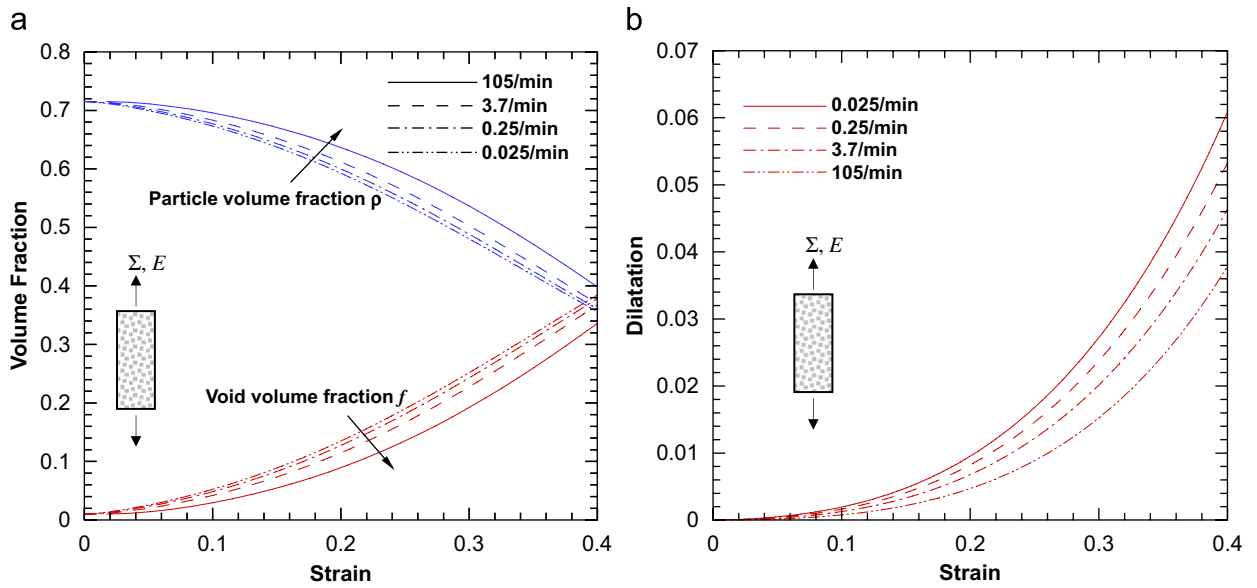 a
0.8
0.7
0.6
0.5
0.4
0.3
0.2
0.1
0
Volume Fraction
105/min
3.7/min
0.25/min
0.025/min
Particle volume fraction ρ
Σ, E
Void volume fraction f
0
0.1
0.2
0.3
0.4
Strain
b
0.07
0.06
0.05
0.04
0.03
0.02
0.01
0
Dilatation
0.025/min
0.25/min
3.7/min
105/min
Σ, E
0
0.1
0.2
0.3
0.4
Strain